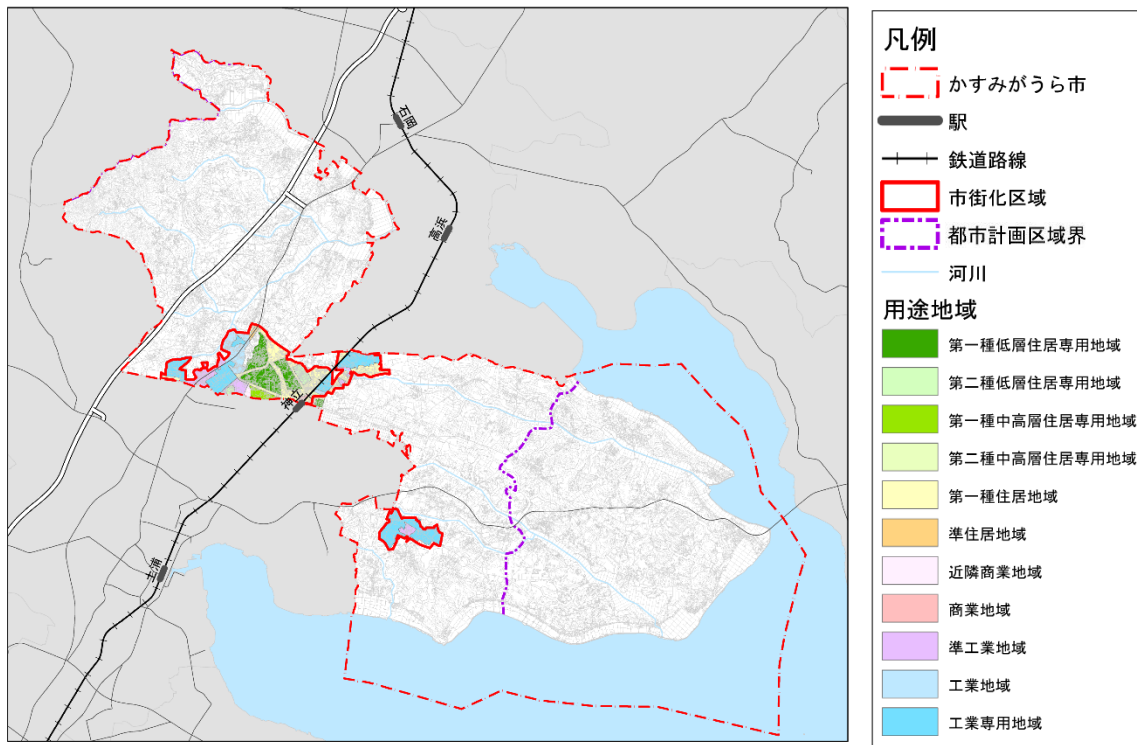 石岡
高浜
神立
土浦
凡例
かすみがうら市
駅
鉄道路線
市街化区域
都市計画区域界
河川
用途地域
第一種低層住居専用地域
第二種低層住居専用地域
第一種中高層住居専用地域
第二種中高層住居専用地域
第一種住居地域
準住居地域
近隣商業地域
商業地域
準工業地域
工業地域
工業専用地域